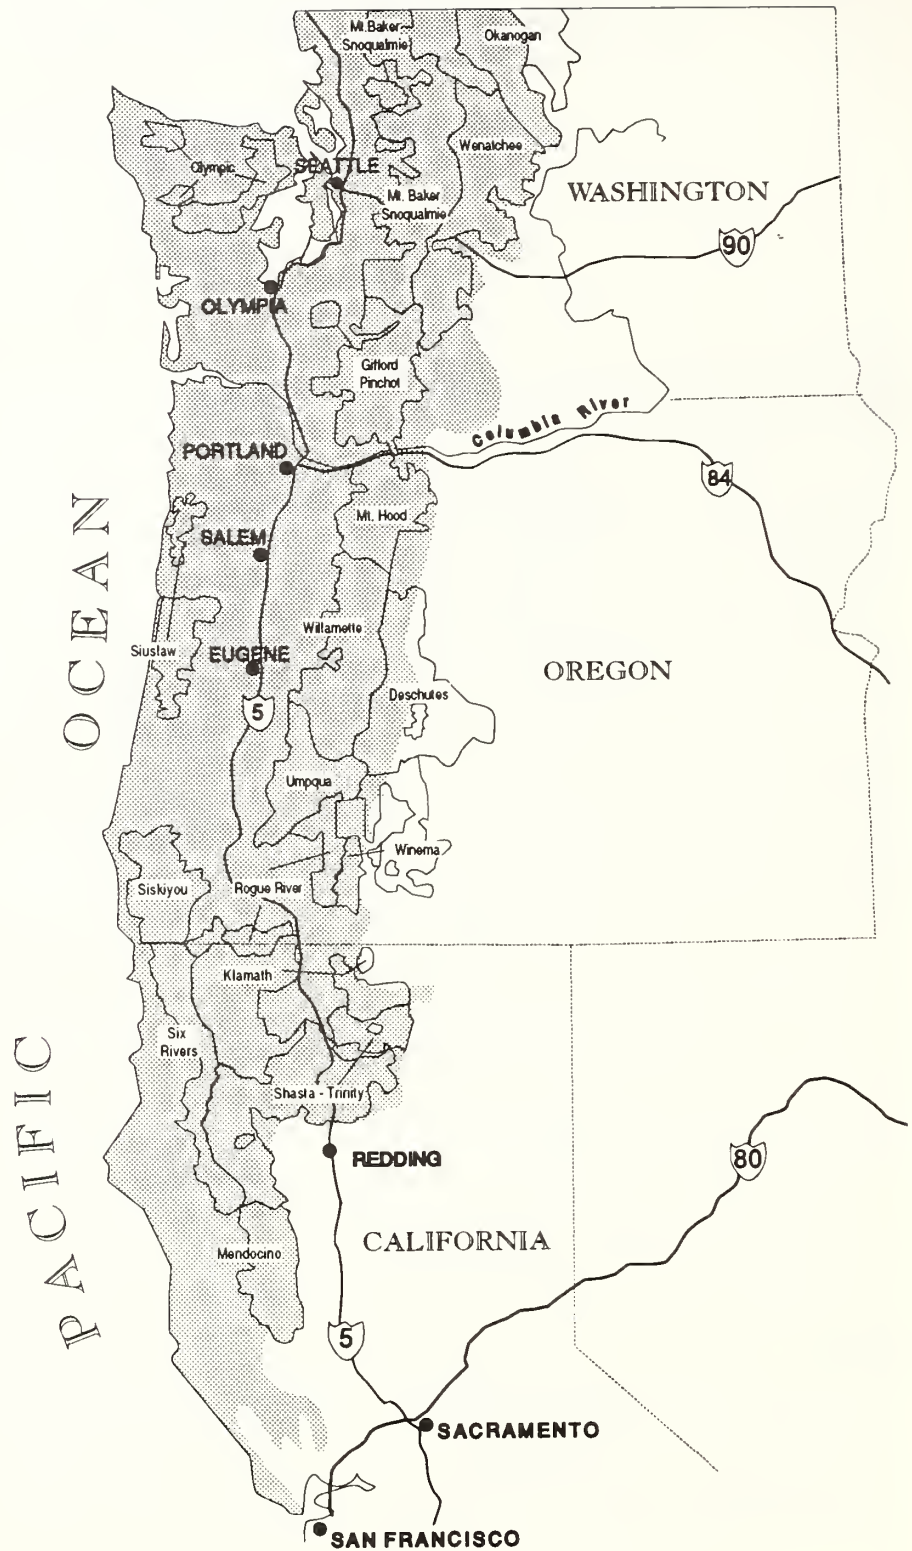 Mt. Baker
Snoqualmie
Okanogan
Wenatchee
Olympic
SEATTLE
Mt. Baker
Snoqualmie
WASHINGTON
90
OLYMPIA
Gifford
Pinchot
Columbia River
PORTLAND
84
Mt. Hood
SALEM
Willamette
Siuslaw
EUGENE
OREGON
Deschutes
5
OCEAN
Umpqua
Winema
Siskiyou
Rogue River
Klamath
Six
Rivers
Shasta - Trinity
PACIFIC
REDDING
80
CALIFORNIA
Mendocino
5
SACRAMENTO
SAN FRANCISCO